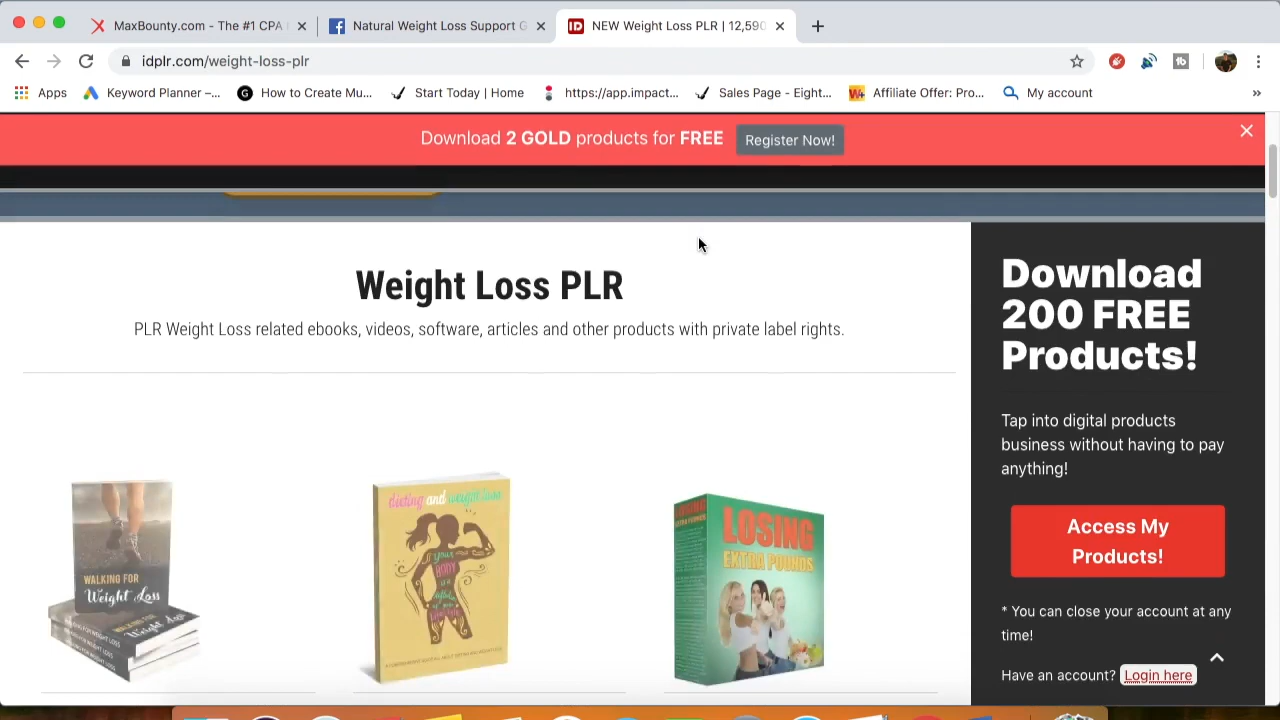 MaxBounty.com - The #1 CPA
Natural Weight Loss Support G
ID NEW Weight Loss PLR | 12,590
idplr.com/weight-loss-plr
Apps
Keyword Planner –...
G How to Create Mu...
Start Today | Home
https://app.impact...
Sales Page - Eight...
W+ Affiliate Offer: Pro...
My account
»
Download 2 GOLD products for FREE
Register Now!
Weight Loss PLR
PLR Weight Loss related ebooks, videos, software, articles and other products with private label rights.
WALKING FOR
Weight Loss
dieting and weight loss
YOUR
BODY
LOSING
EXTRA POUNDS
Download
200 FREE
Products!
Tap into digital products
business without having to pay
anything!
Access My
Products!
* You can close your account at any
time!
Have an account? Login here